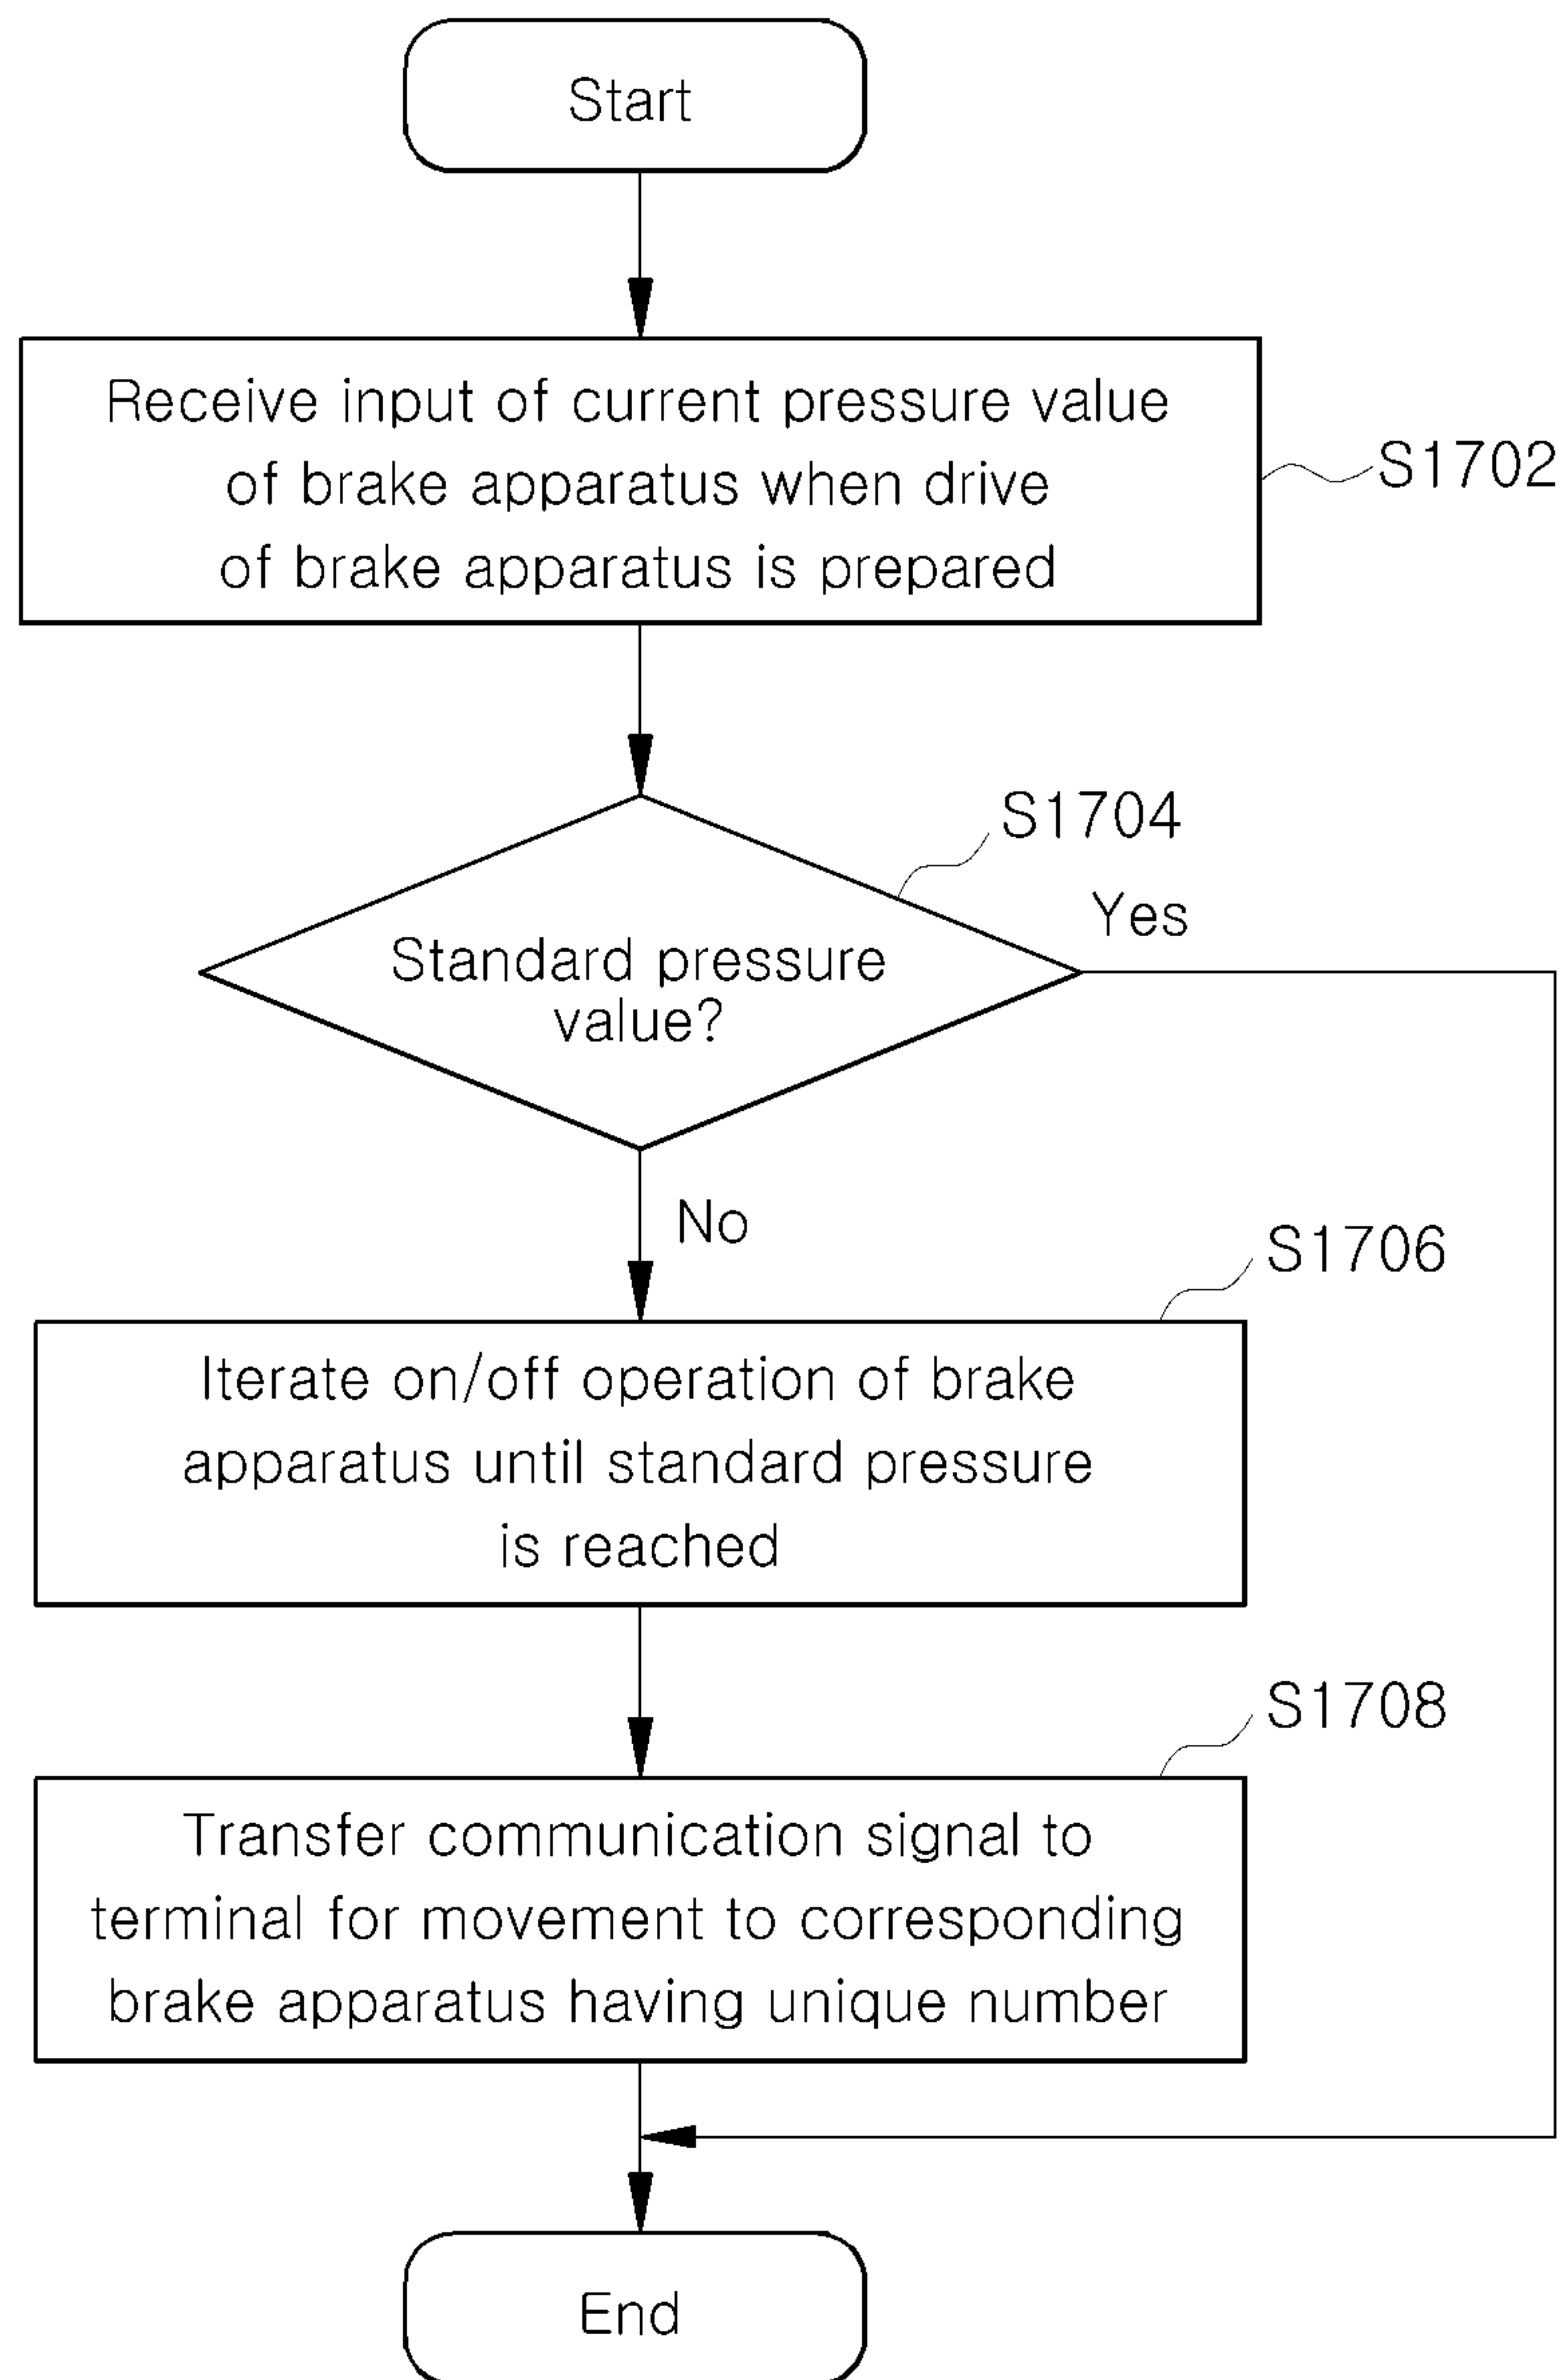 Start
Receive input of current pressure value
of brake apparatus when drive
of brake apparatus is prepared
S1702
S1704
Yes
Standard pressure
value?
No
S1706
Iterate on/off operation of brake
apparatus until standard pressure
is reached
S1708
Transfer communication signal to
terminal for movement to corresponding
brake apparatus having unique number
End